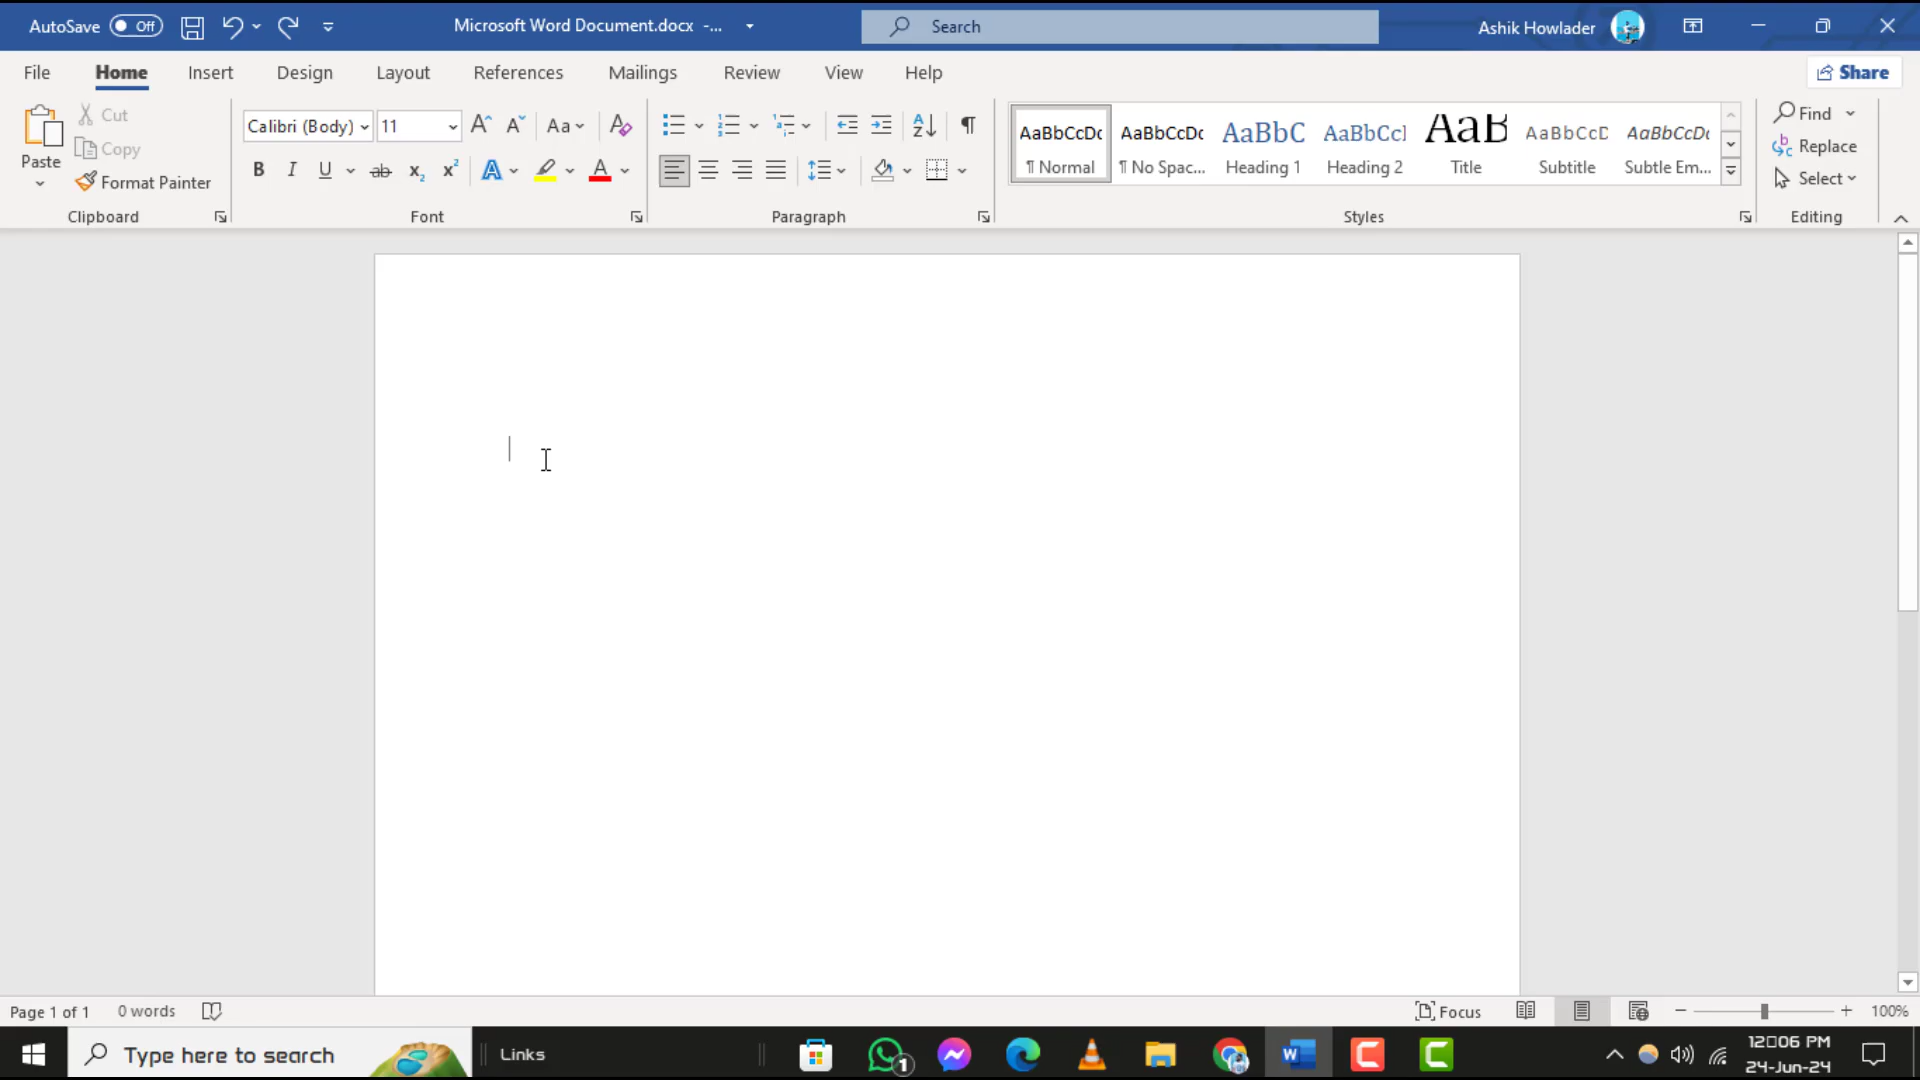 AutoSave Off Microsoft Word Document.docx -... Search Ashik Howlader
File Home Insert Design Layout References Mailings Review View Help Share
Paste
Cut
Copy
Format Painter
Clipboard
Calibri (Body) 11 Aa
B I U ab x₂ x² A A
Font
Paragraph
AaBbCcDc AaBbCcDc AaBbC AaBbCcI AaB AaBbCcD AaBbCcDc
¶ Normal ¶ No Spac... Heading 1 Heading 2 Title Subtitle Subtle Em...
Styles
Find
Replace
Select
Editing
Page 1 of 1 0 words Focus 100%
Type here to search Links 1
12▯06 PM
24-Jun-24